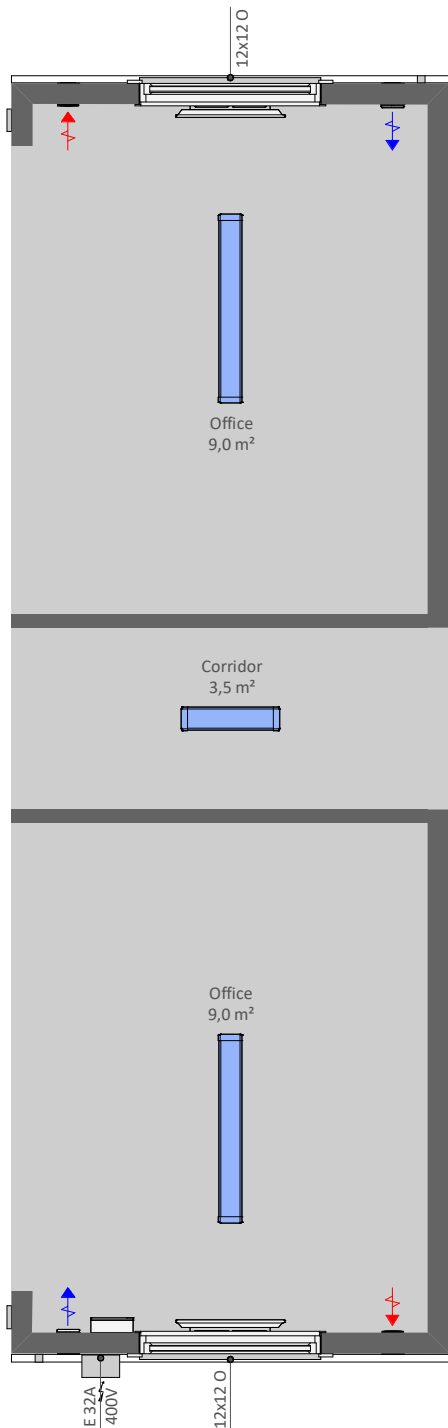 12x12 O
Office
9,0 m²
Corridor
3,5 m²
Office
9,0 m²
E 32A
400V
12x12 O